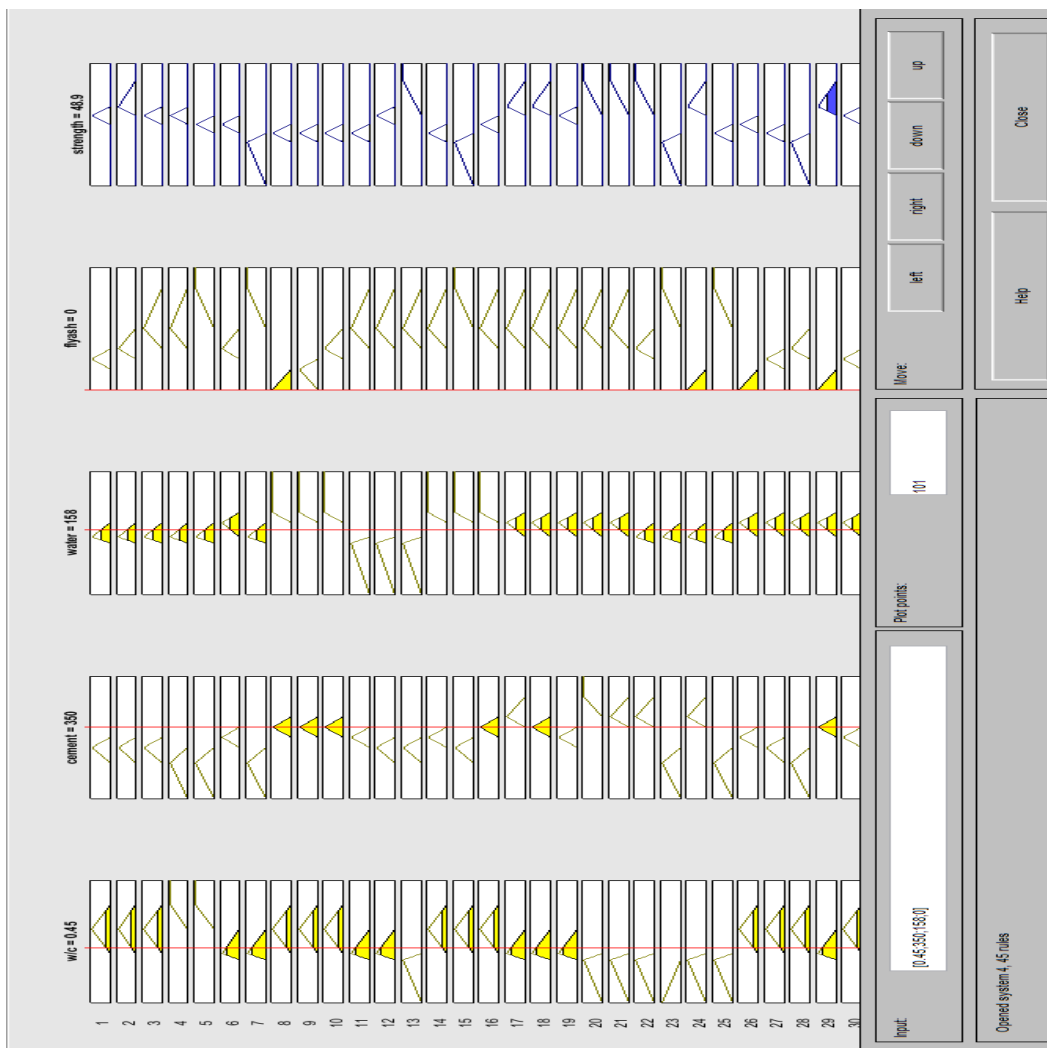 w/c = 0.45
cement = 350
water = 158
flyash = 0
strength = 48.9
1
2
3
4
5
6
7
8
9
10
11
12
13
14
15
16
17
18
19
20
21
22
23
24
25
26
27
28
29
30
Input:
[0.45;350;158;0]
Plot points:
101
Move:
left
right
down
up
Opened system 4, 45 rules
Help
Close